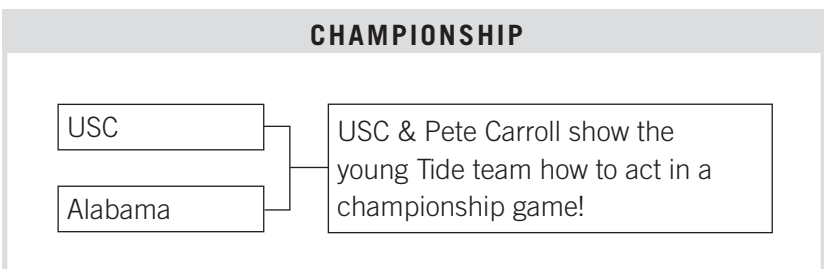 CHAMPIONSHIP
USC
Alabama
USC & Pete Carroll show the
young Tide team how to act in a
championship game!